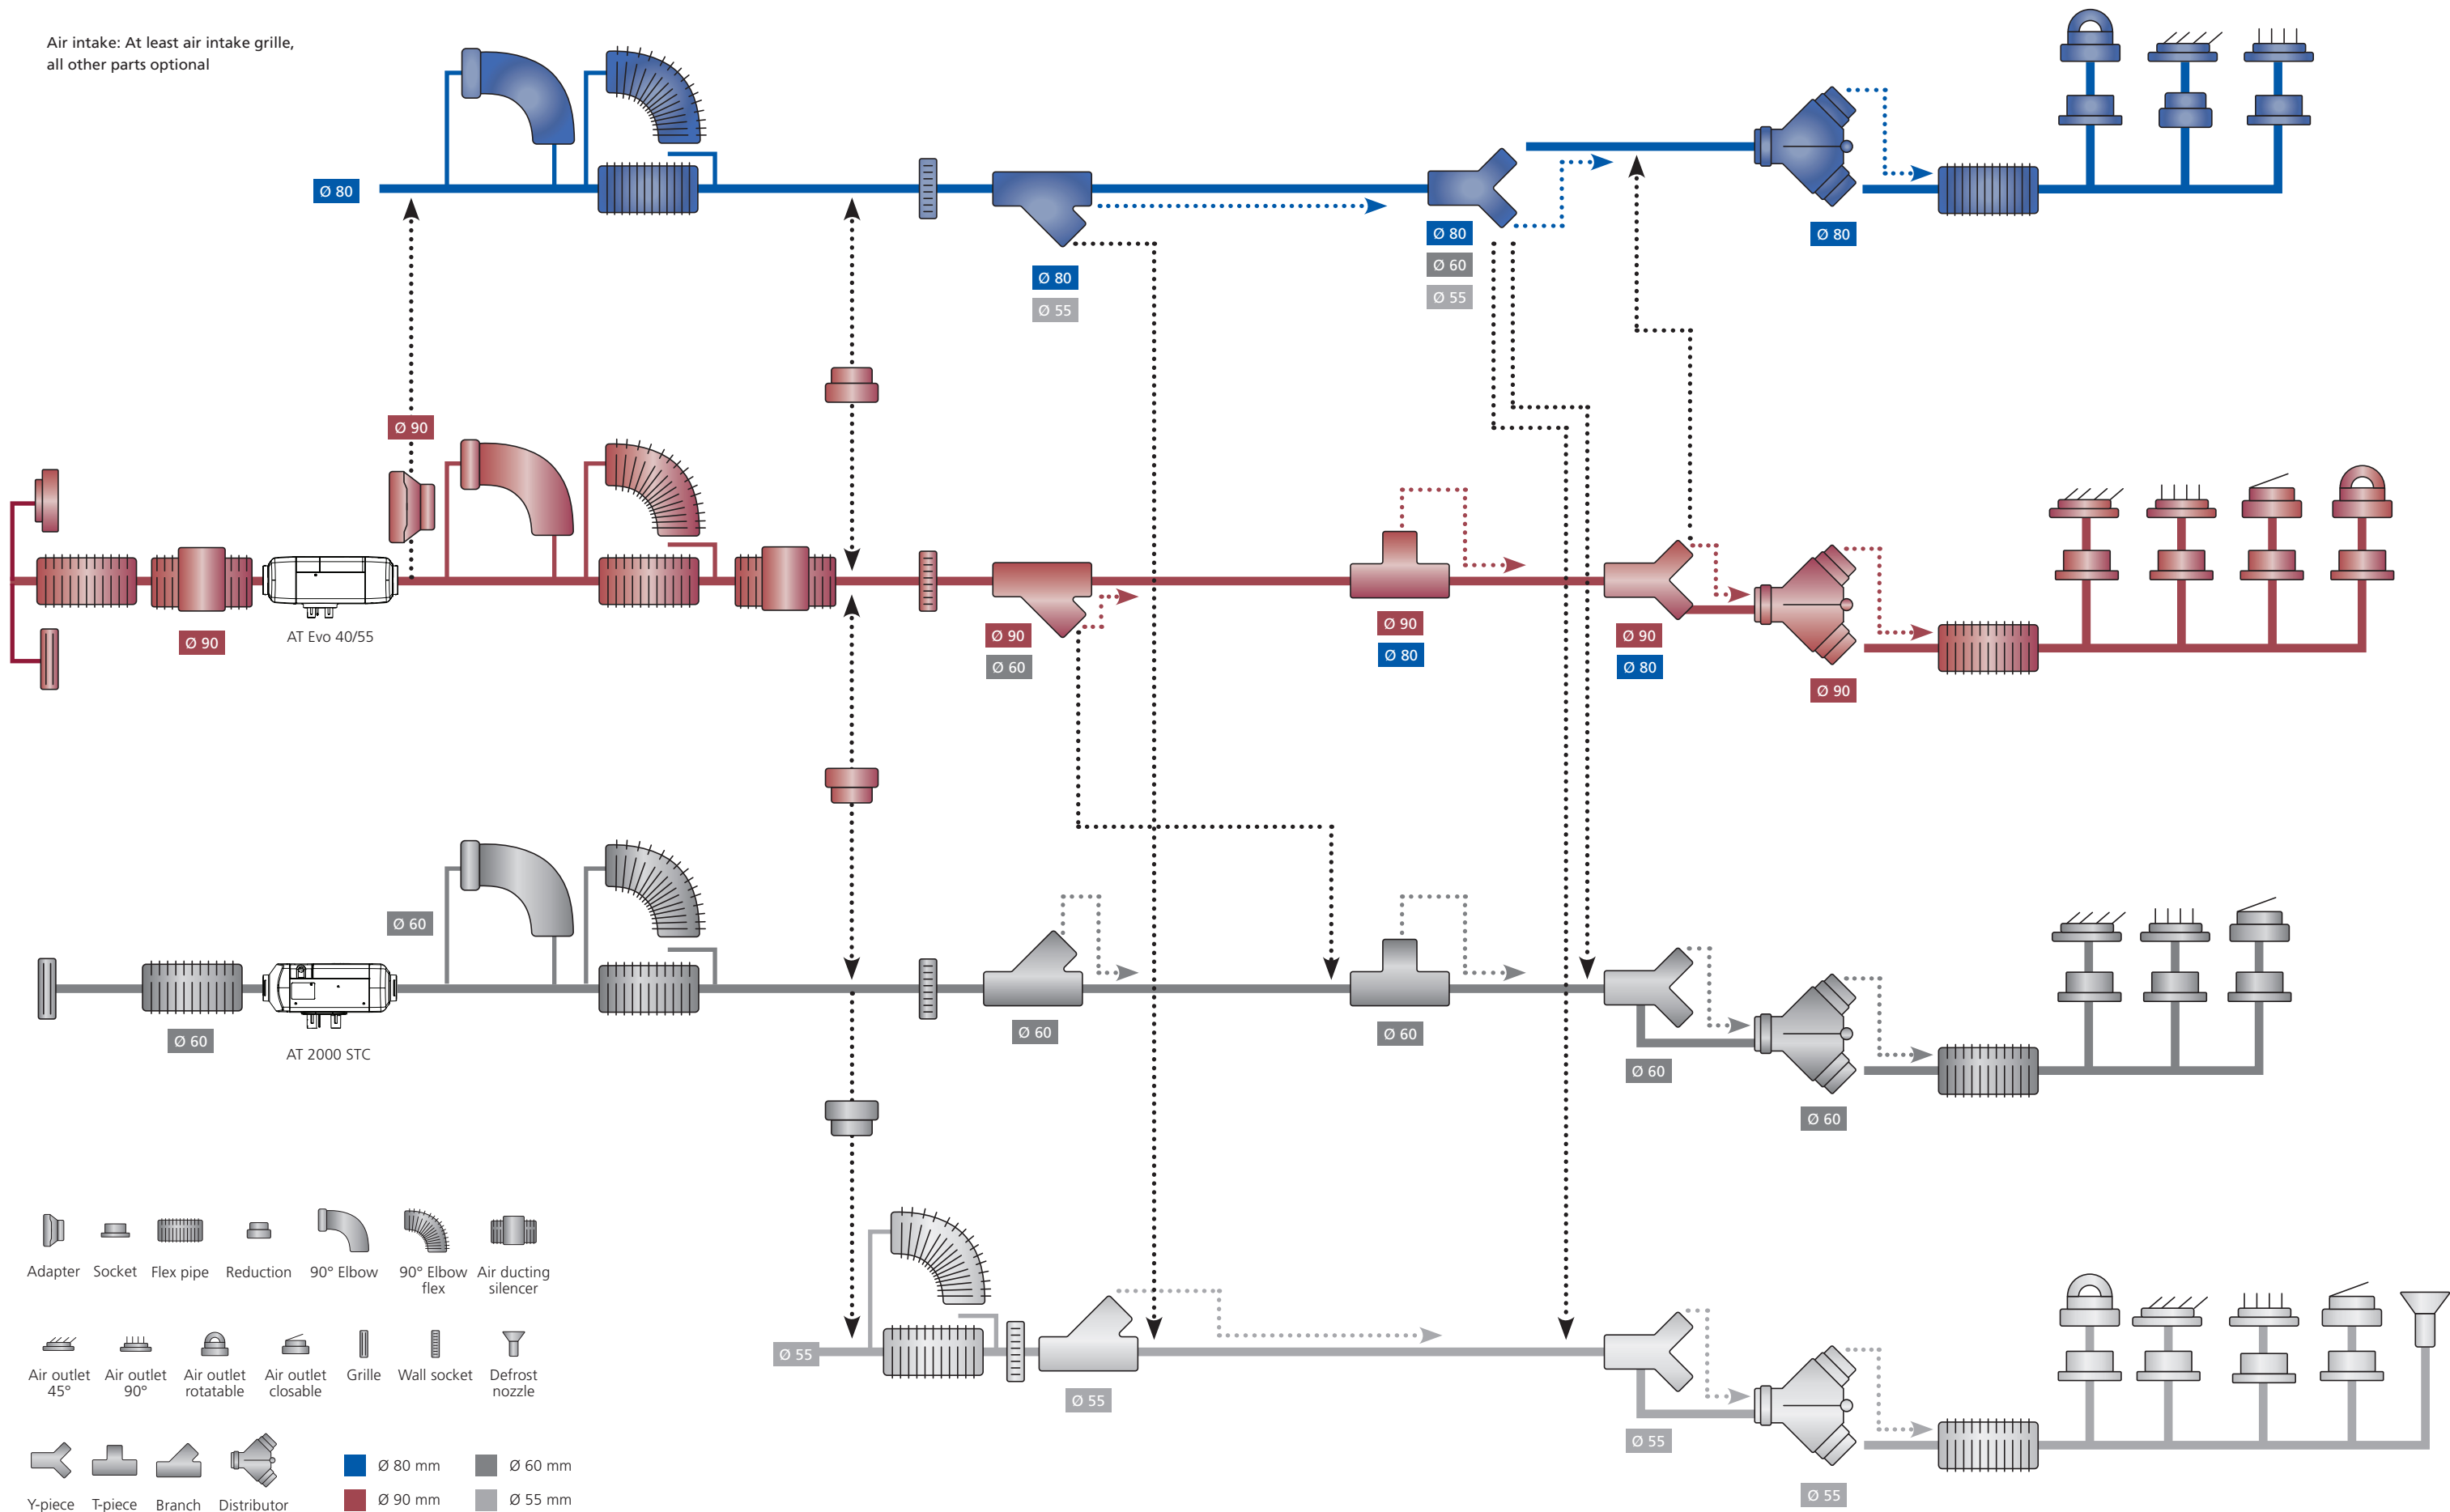 Air intake: At least air intake grille,
all other parts optional
Ø 80
Ø 80
Ø 55
Ø 80
Ø 60
Ø 55
Ø 80
Ø 90
Ø 90
AT Evo 40/55
Ø 90
Ø 60
Ø 90
Ø 80
Ø 90
Ø 80
Ø 90
Ø 60
Ø 60
AT 2000 STC
Ø 60
Ø 60
Ø 60
Ø 60
Ø 55
Ø 55
Ø 55
Ø 55
Adapter
Socket
Flex pipe
Reduction
90° Elbow
90° Elbow
flex
Air ducting
silencer
Air outlet
45°
Air outlet
90°
Air outlet
rotatable
Air outlet
closable
Grille
Wall socket
Defrost
nozzle
Y-piece
T-piece
Branch
Distributor
Ø 80 mm
Ø 60 mm
Ø 90 mm
Ø 55 mm